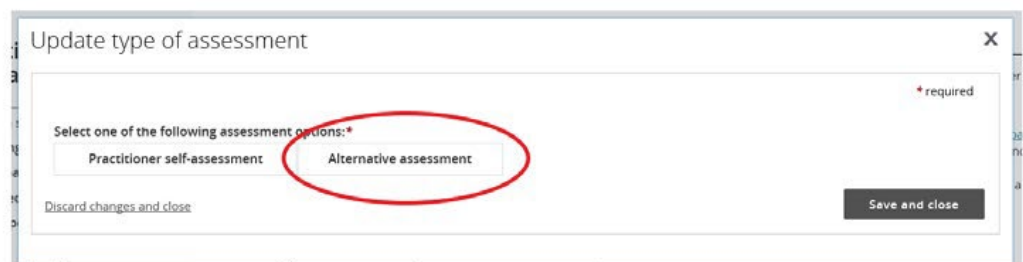 Update type of assessment X
* required
Select one of the following assessment options:*
Practitioner self-assessment Alternative assessment
Discard changes and close Save and close